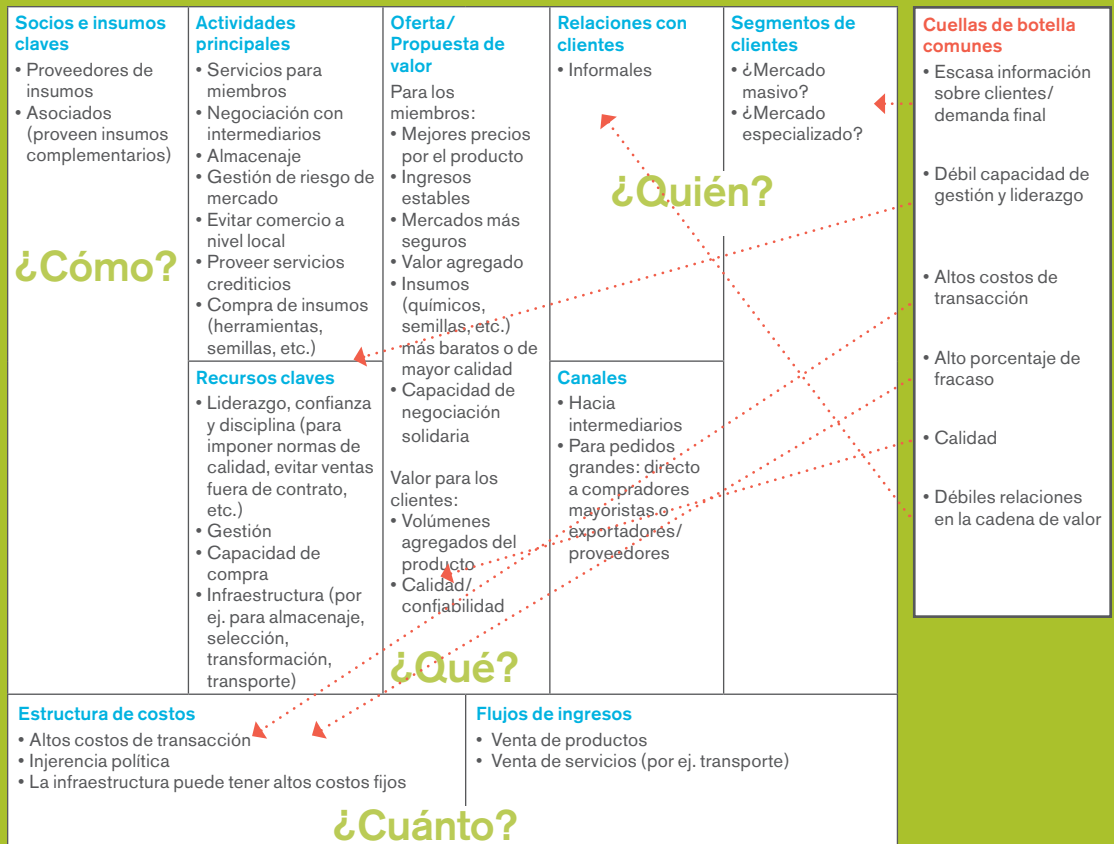 Socios e insumos
claves
• Proveedores de
insumos
• Asociados
(proveen insumos
complementarios)
¿Cómo?
Actividades
principales
• Servicios para
miembros
• Negociación con
intermediarios
• Almacenaje
• Gestión de riesgo de
mercado
• Evitar comercio a
nivel local
• Proveer servicios
crediticios
• Compra de insumos
(herramientas,
semillas, etc.)
Recursos claves
• Liderazgo, confianza
y disciplina (para
imponer normas de
calidad, evitar ventas
fuera de contrato,
etc.)
• Gestión
• Capacidad de
compra
• Infraestructura (por
ej. para almacenaje,
selección,
transformación,
transporte)
Oferta/
Propuesta de
valor
Para los
miembros:
• Mejores precios
por el producto
• Ingresos
estables
• Mercados más
seguros
• Valor agregado
• Insumos
(químicos,
semillas, etc.)
más baratos o de
mayor calidad
• Capacidad de
negociación
solidaria
Valor para los
clientes:
• Volúmenes
agregados del
producto
• Calidad/
confiabilidad
¿Qué?
Relaciones con
clientes
• Informales
¿Quién?
Canales
• Hacia
intermediarios
• Para pedidos
grandes: directo
a compradores
mayoristas o
exportadores/
proveedores
Segmentos de
clientes
• ¿Mercado
masivo?
• ¿Mercado
especializado?
Estructura de costos
• Altos costos de transacción
• Injerencia política
• La infraestructura puede tener altos costos fijos
Flujos de ingresos
• Venta de productos
• Venta de servicios (por ej. transporte)
¿Cuánto?
Cuellas de botella
comunes
• Escasa información
sobre clientes/
demanda final
• Débil capacidad de
gestión y liderazgo
• Altos costos de
transacción
• Alto porcentaje de
fracaso
• Calidad
• Débiles relaciones
en la cadena de valor